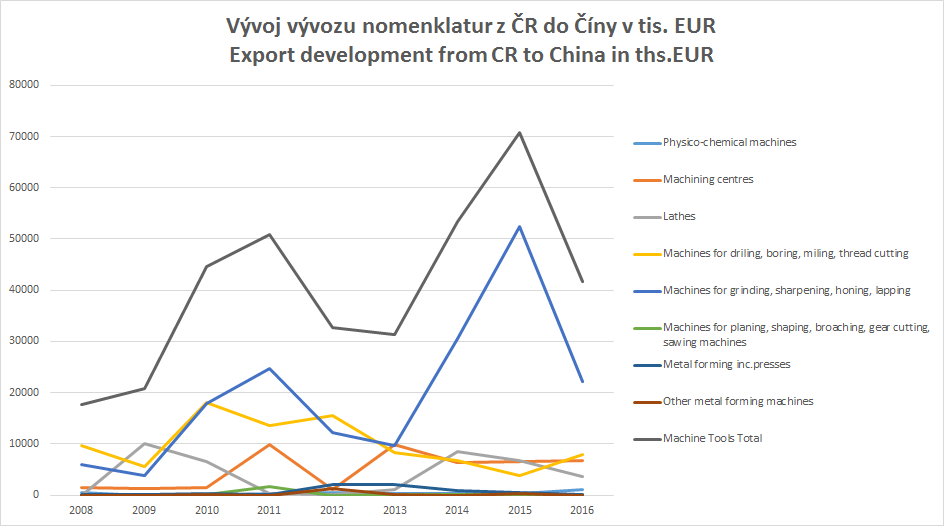 Vývoj vývozu nomenklatur z ČR do Číny v tis. EUR
Export development from CR to China in ths.EUR
80000
70000
60000
50000
40000
30000
20000
10000
0
2008 2009 2010 2011 2012 2013 2014 2015 2016
Physico-chemical machines
Machining centres
Lathes
Machines for driling, boring, miling, thread cutting
Machines for grinding, sharpening, honing, lapping
Machines for planing, shaping, broaching, gear cutting,
sawing machines
Metal forming inc.presses
Other metal forming machines
Machine Tools Total